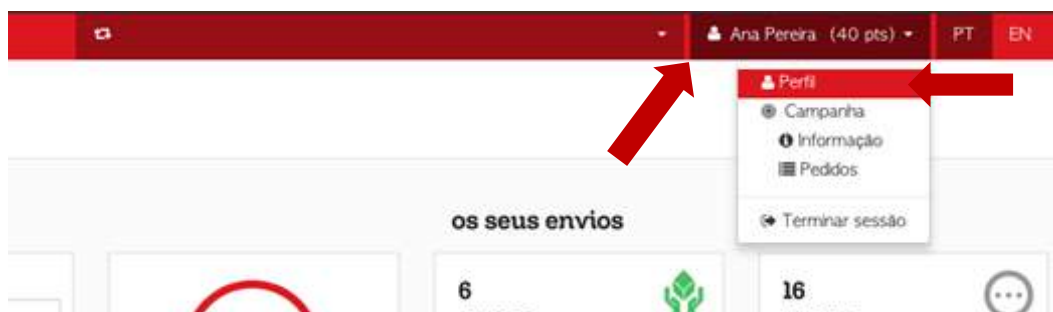 Ana Pereira (40 pts)
PT
EN
Perfil
Campanha
Informação
Pedidos
Terminar sessão
os seus envios
6
16